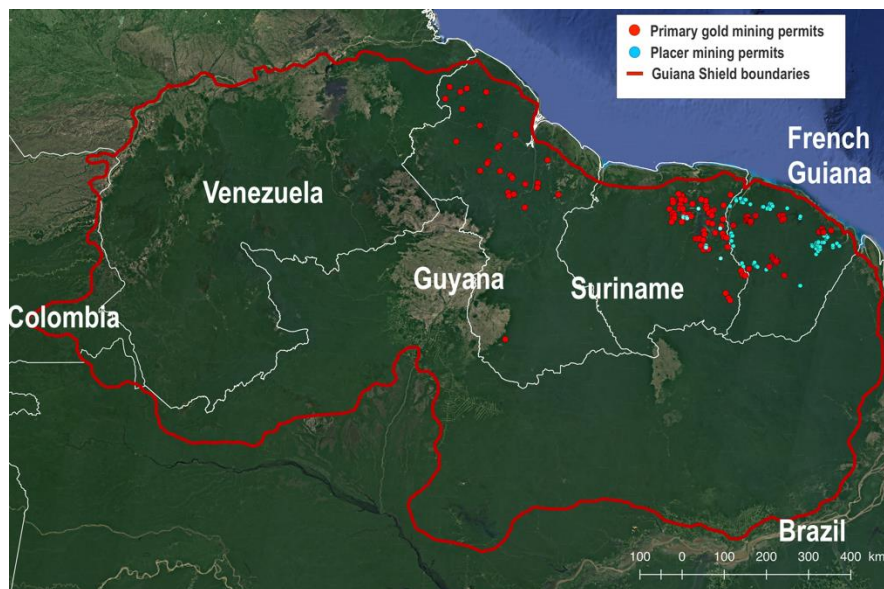 Primary gold mining permits
Placer mining permits
Guiana Shield boundaries
French
Guiana
Venezuela
Guyana
Suriname
Colombia
Brazil
100 0 100 200 300 400 km